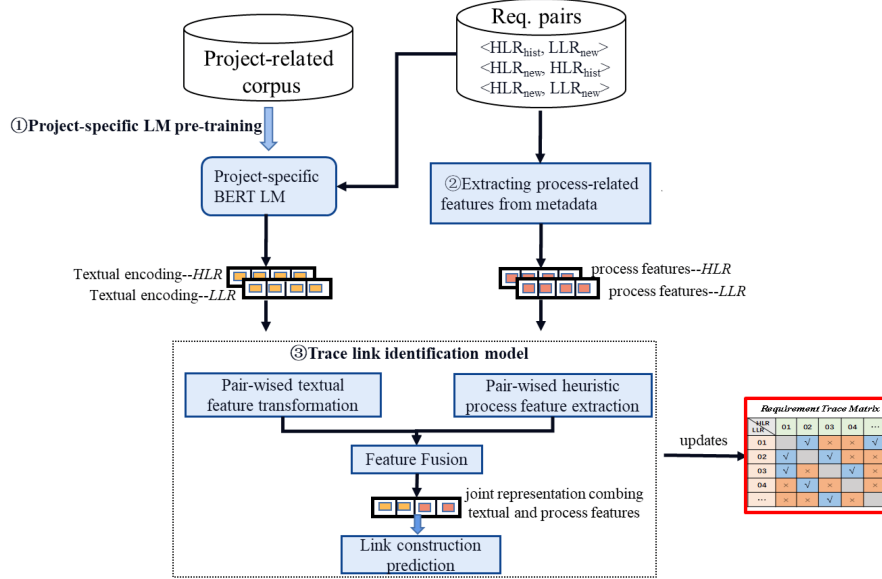 Project-related
corpus
Req. pairs
<HLRhist, LLRnew>
<HLRnew, HLRhist>
<HLRnew, LLRnew>
①Project-specific LM pre-training
Project-specific
BERT LM
②Extracting process-related
features from metadata
Textual encoding--HLR
Textual encoding--LLR
process features--HLR
process features--LLR
③Trace link identification model
Pair-wised textual
feature transformation
Pair-wised heuristic
process feature extraction
Feature Fusion
joint representation combing
textual and process features
Link construction
prediction
updates
Requirement Trace Matrix
HLR
LLR
01 02 03 04 ...
01 √ × × √
02 √ √ × ×
03 √ × √ ×
04 × √ × ×
... × × √ ×